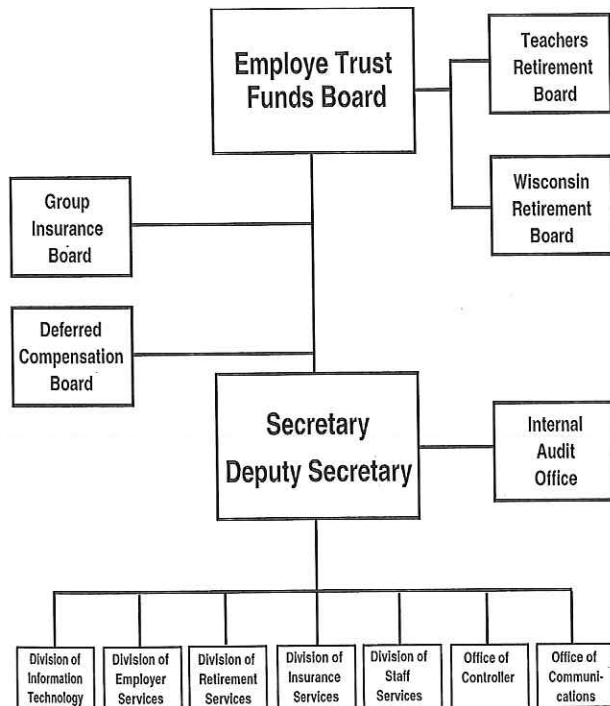 Employe Trust
Funds Board
Teachers
Retirement
Board
Wisconsin
Retirement
Board
Group
Insurance
Board
Deferred
Compensation
Board
Secretary
Deputy Secretary
Internal
Audit
Office
Division of
Information
Technology
Division of
Employer
Services
Division of
Retirement
Services
Division of
Insurance
Services
Division of
Staff
Services
Office of
Controller
Office of
Communi-
cations